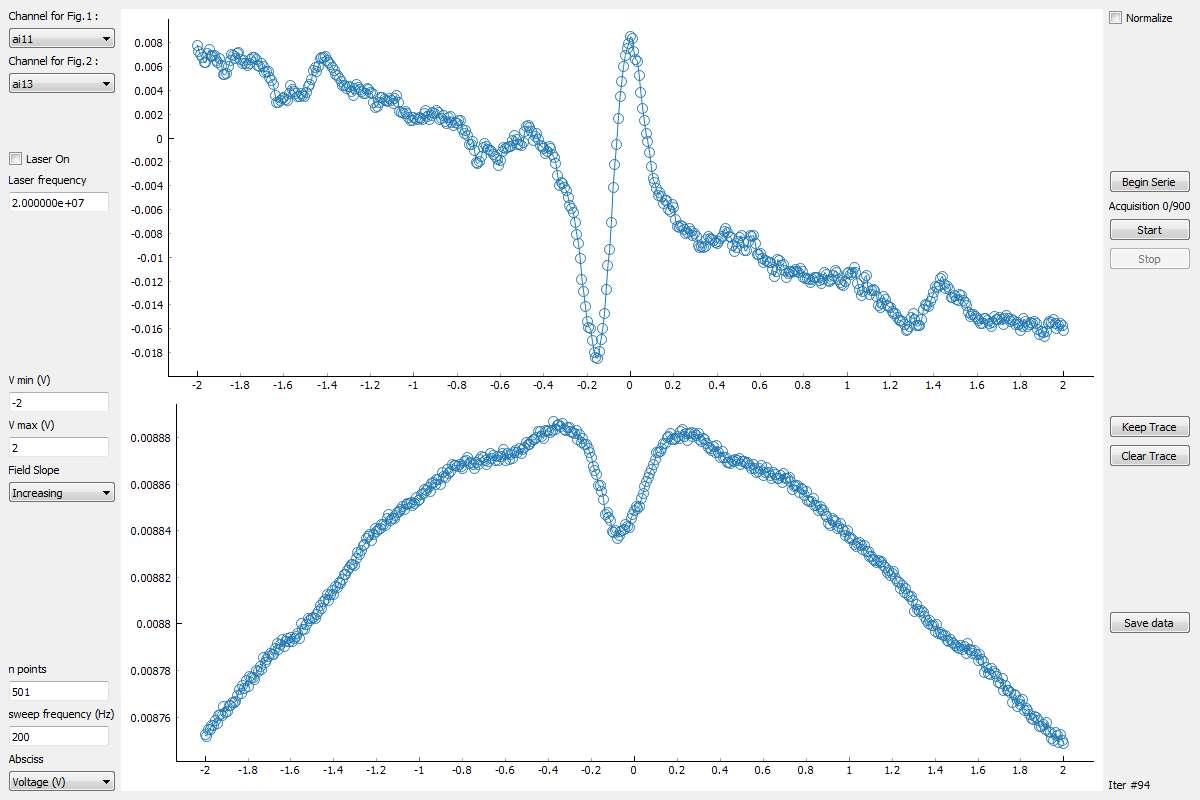 Channel for Fig.1 :
ai11
Channel for Fig.2 :
ai13
Laser On
Laser frequency
2.000000e+07
V min (V)
-2
V max (V)
2
Field Slope
Increasing
n points
501
sweep frequency (Hz)
200
Absciss
Voltage (V)
0.008
0.006
0.004
0.002
0
-0.002
-0.004
-0.006
-0.008
-0.01
-0.012
-0.014
-0.016
-0.018
-2 -1.8 -1.6 -1.4 -1.2 -1 -0.8 -0.6 -0.4 -0.2 0 0.2 0.4 0.6 0.8 1 1.2 1.4 1.6 1.8 2
0.00888
0.00886
0.00884
0.00882
0.0088
0.00878
0.00876
-2 -1.8 -1.6 -1.4 -1.2 -1 -0.8 -0.6 -0.4 -0.2 0 0.2 0.4 0.6 0.8 1 1.2 1.4 1.6 1.8 2
Normalize
Begin Serie
Acquisition 0/900
Start
Stop
Keep Trace
Clear Trace
Save data
Iter #94